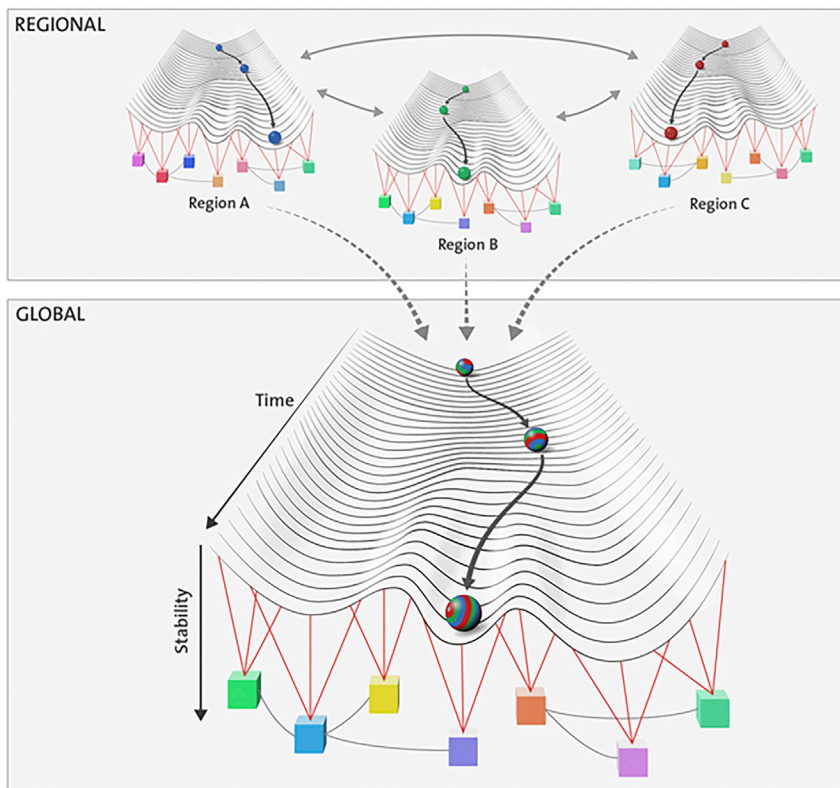 REGIONAL
Region A
Region B
Region C
GLOBAL
Time
Stability